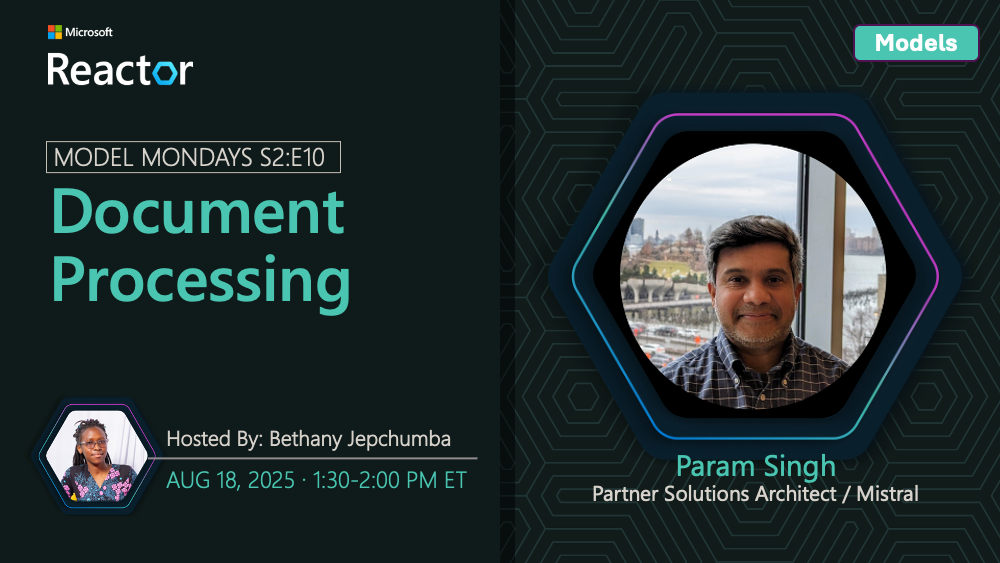 Microsoft
Reactor
Models
MODEL MONDAYS S2:E10
Document
Processing
Hosted By: Bethany Jepchumba
AUG 18, 2025 · 1:30-2:00 PM ET
Param Singh
Partner Solutions Architect / Mistral